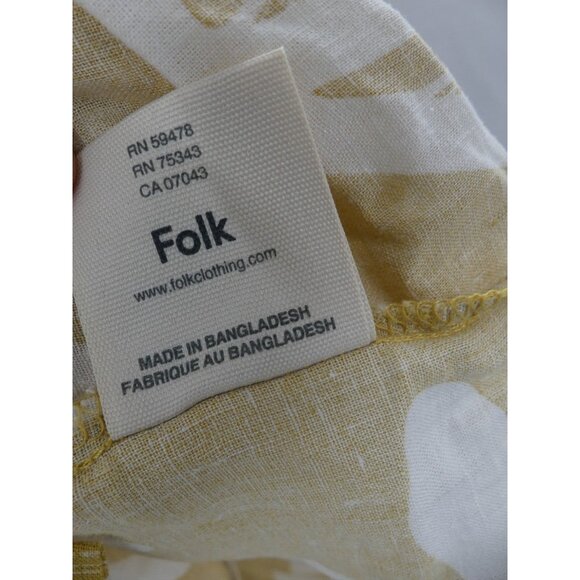 RN 59478
RN 75343
CA 07043
Folk
www.folkclothing.com
MADE IN BANGLADESH
FABRIQUE AU BANGLADESH